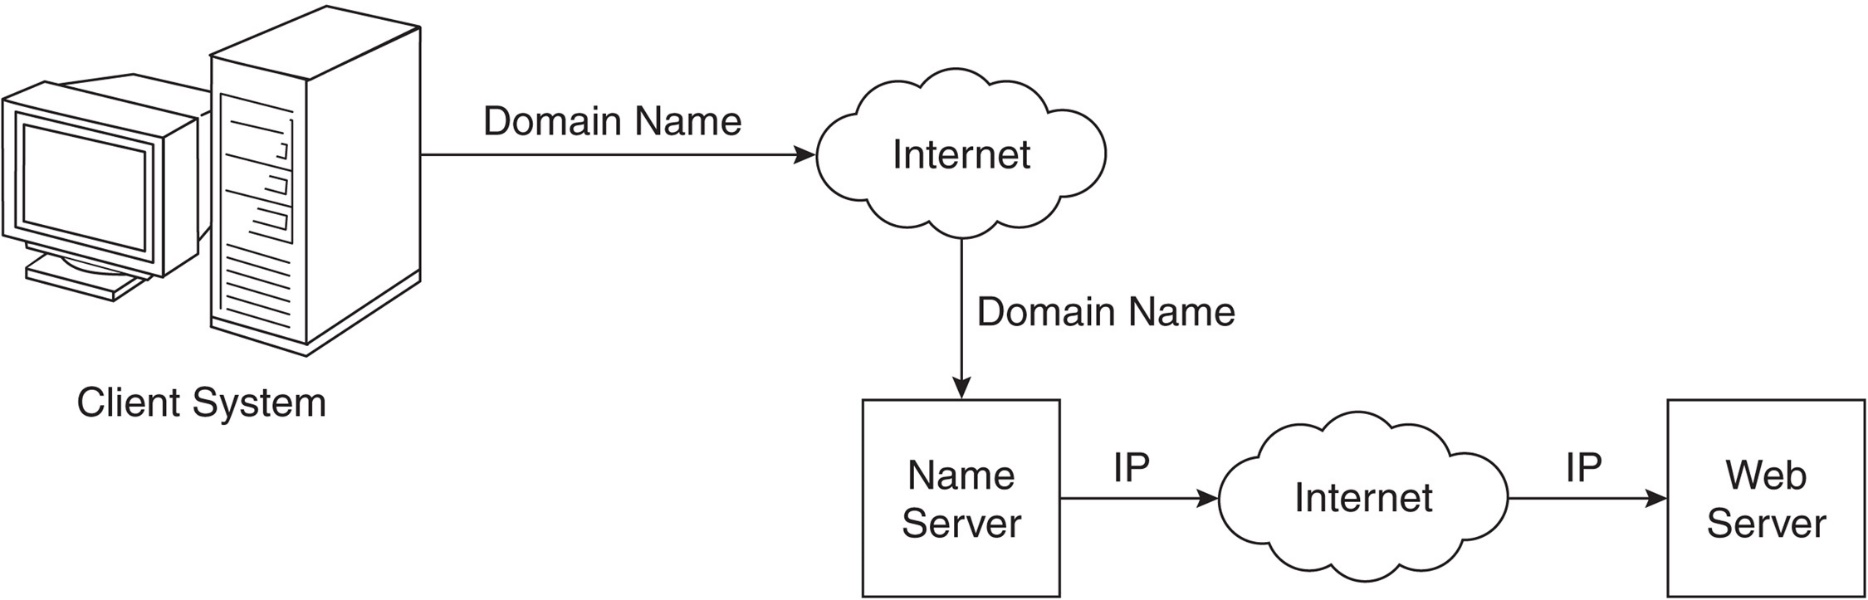 Domain Name
Internet
Domain Name
Client System
Name
Server
IP
Internet
IP
Web
Server